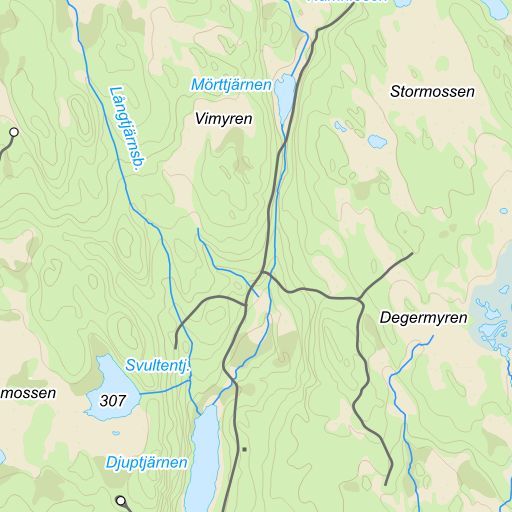 Mörttjärnen
Stormossen
Långtjärnsb.
Vimyren
Degermyren
Svultentj.
mossen
307
Djuptjärnen